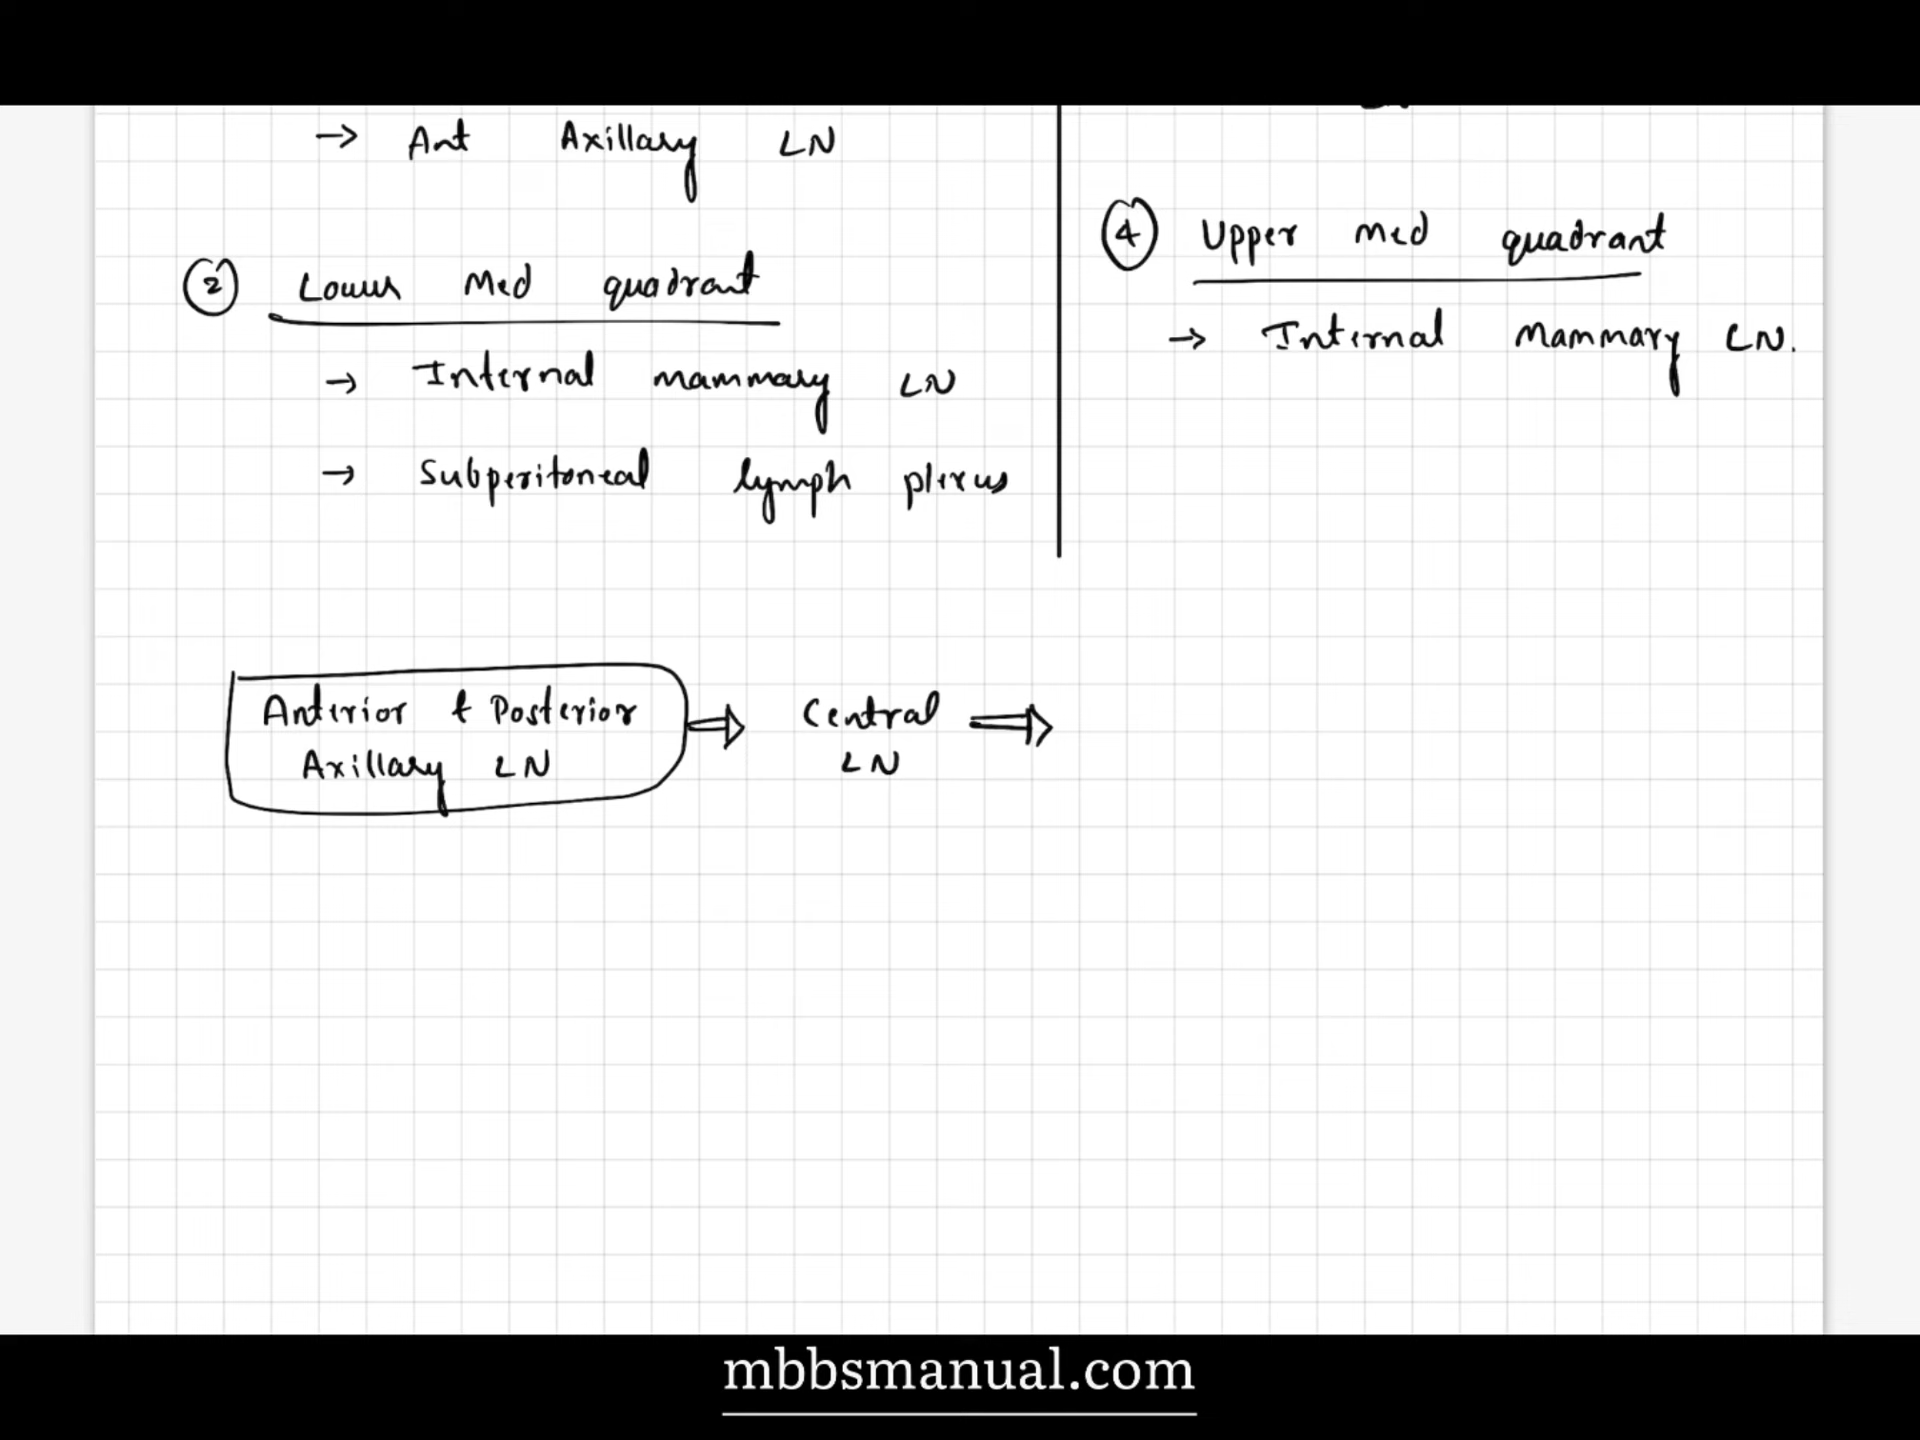 → Ant Axillary LN
② Lower Med quadrant
→ Internal mammary LN
→ Subperitoneal lymph plexus
④ Upper Med quadrant
→ Internal Mammary LN.
Anterior & Posterior
Axillary LN
⇒ Central
LN ⇒
mbbsmanual.com